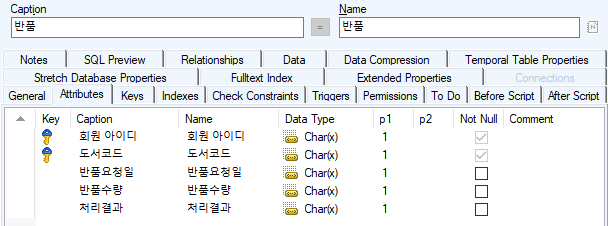 Caption Name
반품 = 반품
Notes SQL Preview Relationships Data Data Compression Temporal Table Properties
Stretch Database Properties Fulltext Index Extended Properties Connections
General Attributes Keys Indexes Check Constraints Triggers Permissions To Do Before Script After Script
Key Caption Name Data Type p1 p2 Not Null Comment
회원 아이디 회원 아이디 Char(x) 1
도서코드 도서코드 Char(x) 1
반품요청일 반품요청일 Char(x) 1
반품수량 반품수량 Char(x) 1
처리결과 처리결과 Char(x) 1